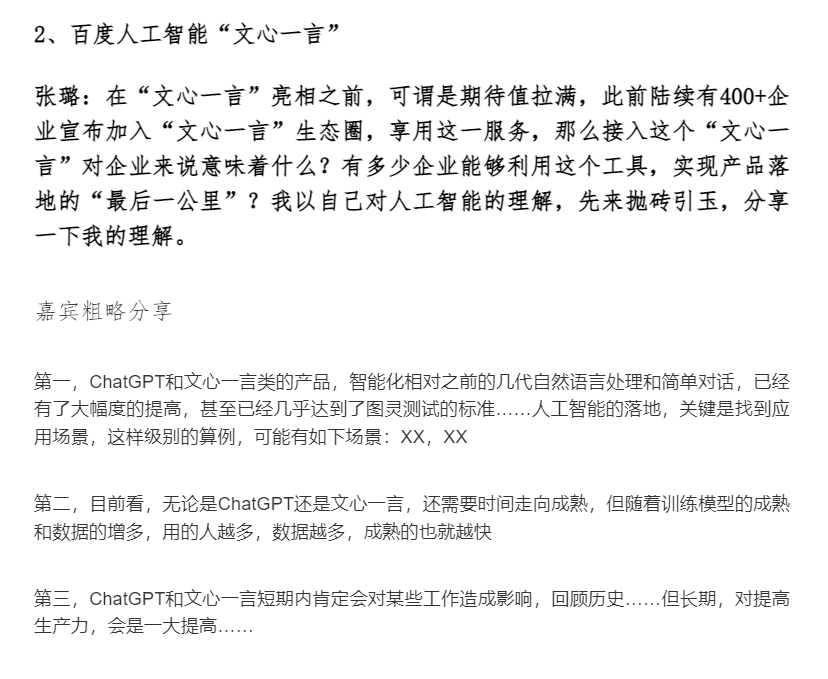 2、百度人工智能“文心一言”
张璐：在“文心一言”亮相之前，可谓是期待值拉满，此前陆续有400+企
业宣布加入“文心一言”生态圈，享用这一服务，那么接入这个“文心一
言”对企业来说意味着什么？有多少企业能够利用这个工具，实现产品落
地的“最后一公里”？我以自己对人工智能的理解，先来抛砖引玉，分享
一下我的理解。
嘉宾粗略分享
第一，ChatGPT和文心一言类的产品，智能化相对之前的几代自然语言处理和简单对话，已经
有了大幅度的提高，甚至已经几乎达到了图灵测试的标准……人工智能的落地，关键是找到应
用场景，这样级别的算例，可能有如下场景：XX，XX
第二，目前看，无论是ChatGPT还是文心一言，还需要时间走向成熟，但随着训练模型的成熟
和数据的增多，用的人越多，数据越多，成熟的也就越快
第三，ChatGPT和文心一言短期内肯定会对某些工作造成影响，回顾历史……但长期，对提高
生产力，会是一大提高……